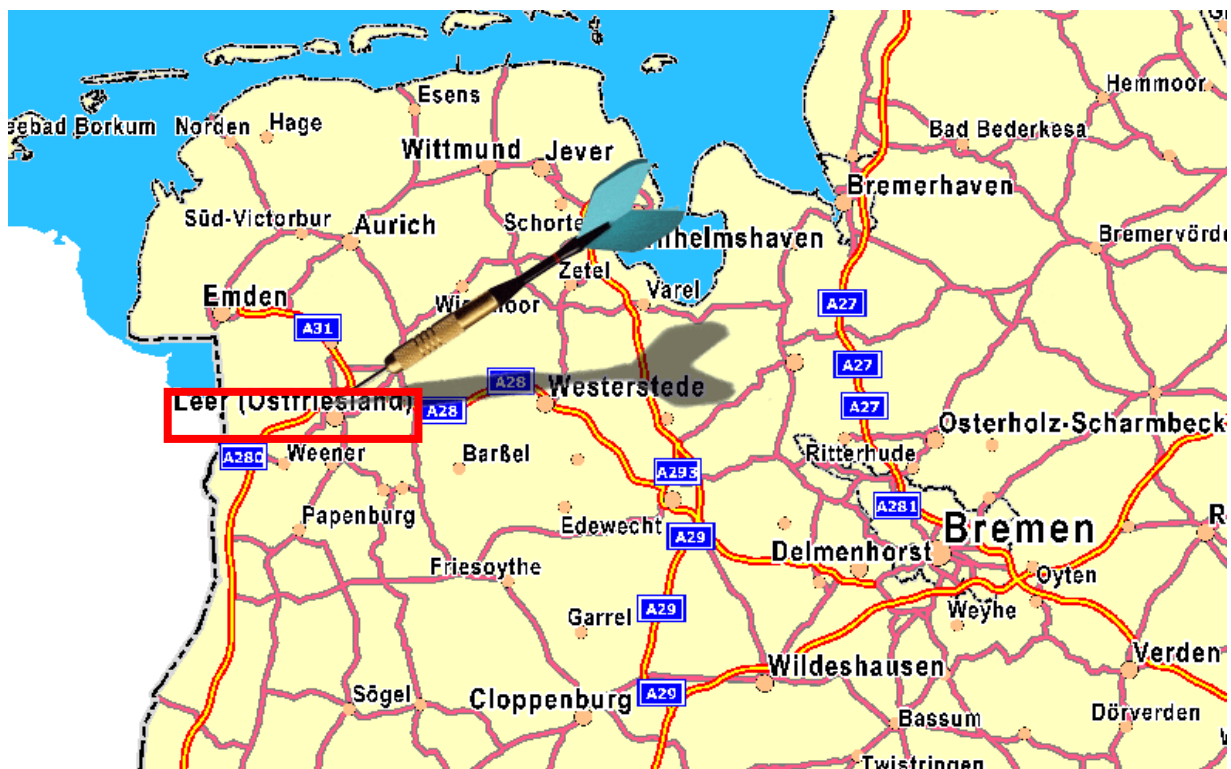 Hemmoor
Esens
eebad Borkum
Norden
Hage
Bad Bederkesa
Wittmund
Jever
Bremerhaven
Süd-Victorbur
Aurich
Schorte
lhelmshaven
Bremervörde
Zetel
Emden
Varel
A27
A31
A27
A28
Westerstede
Leer (Ostfriesland)
A28
A27
Osterholz-Scharmbeck
A280
Weener
Barßel
Ritterhude
A293
A281
Papenburg
Edewecht
Bremen
A29
Delmenhorst
Friesoythe
Oyten
A29
Garrel
Weyhe
Verden
Wildeshausen
Sögel
Cloppenburg
A29
Bassum
Dörverden
Twistringen